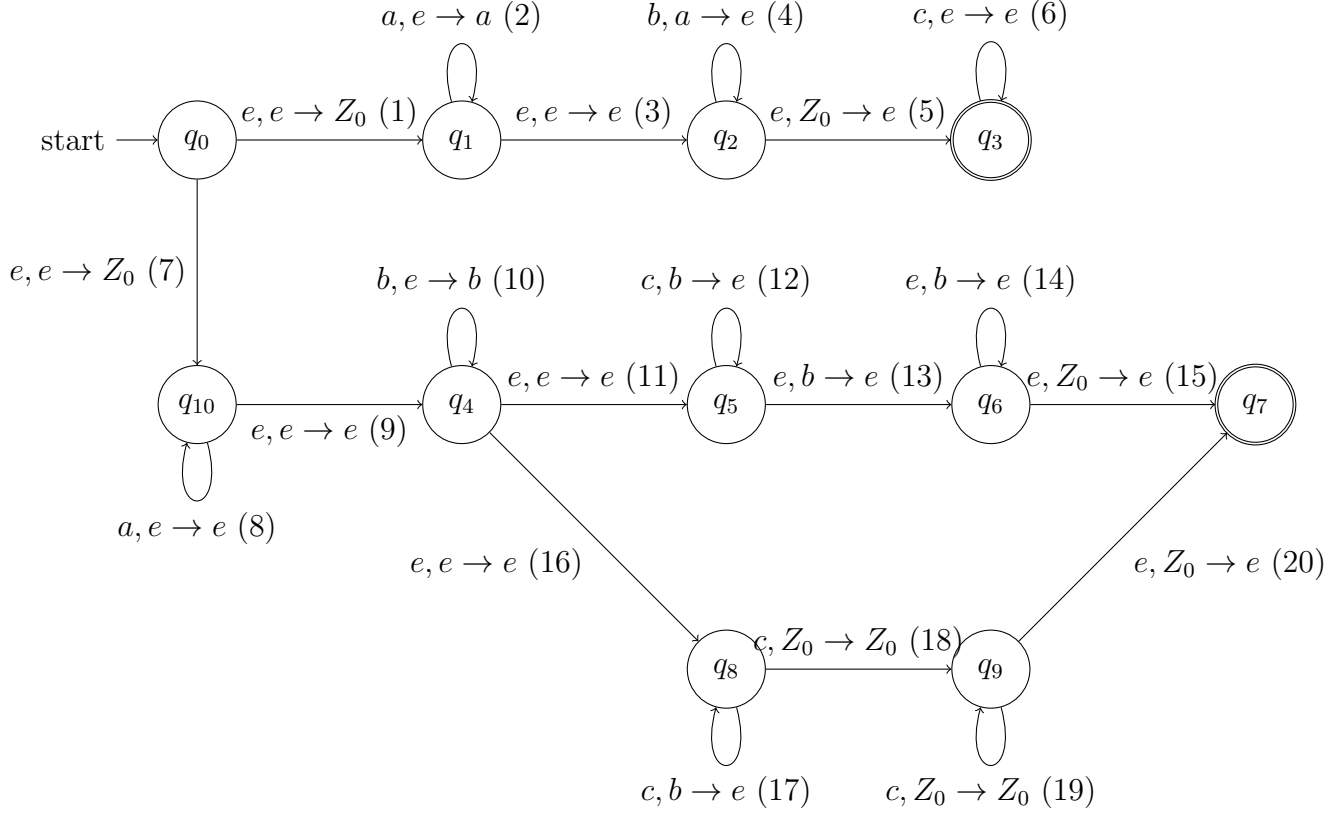 a, e → a (2)
b, a → e (4)
c, e → e (6)
start
q₀
e, e → Z₀ (1)
q₁
e, e → e (3)
q₂
e, Z₀ → e (5)
q₃
e, e → Z₀ (7)
b, e → b (10)
c, b → e (12)
e, b → e (14)
q₁₀
e, e → e (9)
q₄
e, e → e (11)
q₅
e, b → e (13)
q₆
e, Z₀ → e (15)
q₇
a, e → e (8)
e, e → e (16)
e, Z₀ → e (20)
q₈
c, Z₀ → Z₀ (18)
q₉
c, b → e (17)
c, Z₀ → Z₀ (19)